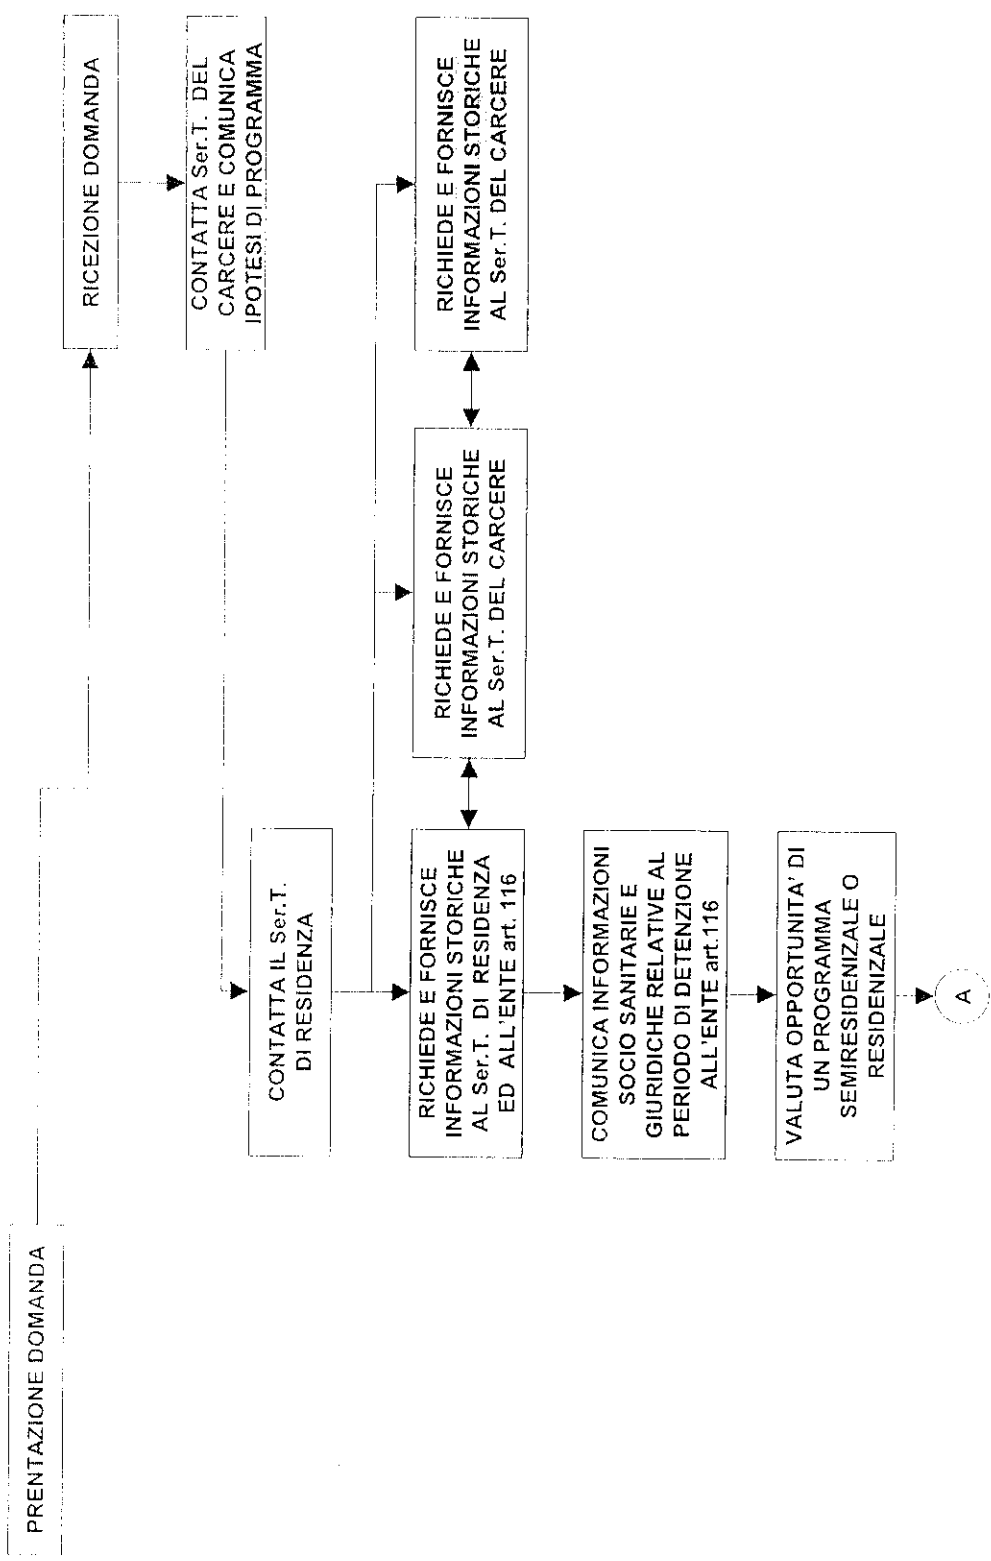 PRENTAZIONE DOMANDA
RICEZIONE DOMANDA
CONTATTA Ser.T. DEL
CARCERE E COMUNICA
IPOTESI DI PROGRAMMA
CONTATTA IL Ser.T.
DI RESIDENZA
RICHIEDE E FORNISCE
INFORMAZIONI STORICHE
AL Ser.T. DI RESIDENZA
ED ALL'ENTE art. 116
RICHIEDE E FORNISCE
INFORMAZIONI STORICHE
AL Ser.T. DEL CARCERE
RICHIEDE E FORNISCE
INFORMAZIONI STORICHE
AL Ser.T. DEL CARCERE
COMUNICA INFORMAZIONI
SOCIO SANITARIE E
GIURIDICHE RELATIVE AL
PERIODO DI DETENZIONE
ALL'ENTE art.116
VALUTA OPPORTUNITA' DI
UN PROGRAMMA
SEMIRESIDENIZALE O
RESIDENIZALE
A